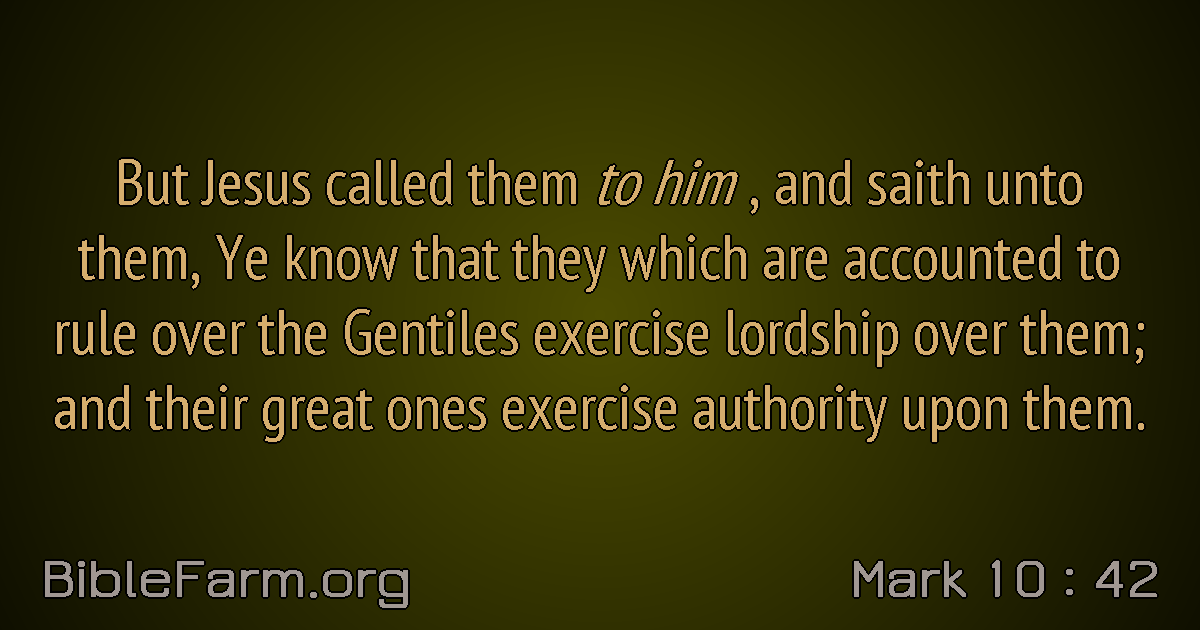 But Jesus called them to him , and saith unto
them, Ye know that they which are accounted to
rule over the Gentiles exercise lordship over them;
and their great ones exercise authority upon them.
BibleFarm.org
Mark 10 : 42